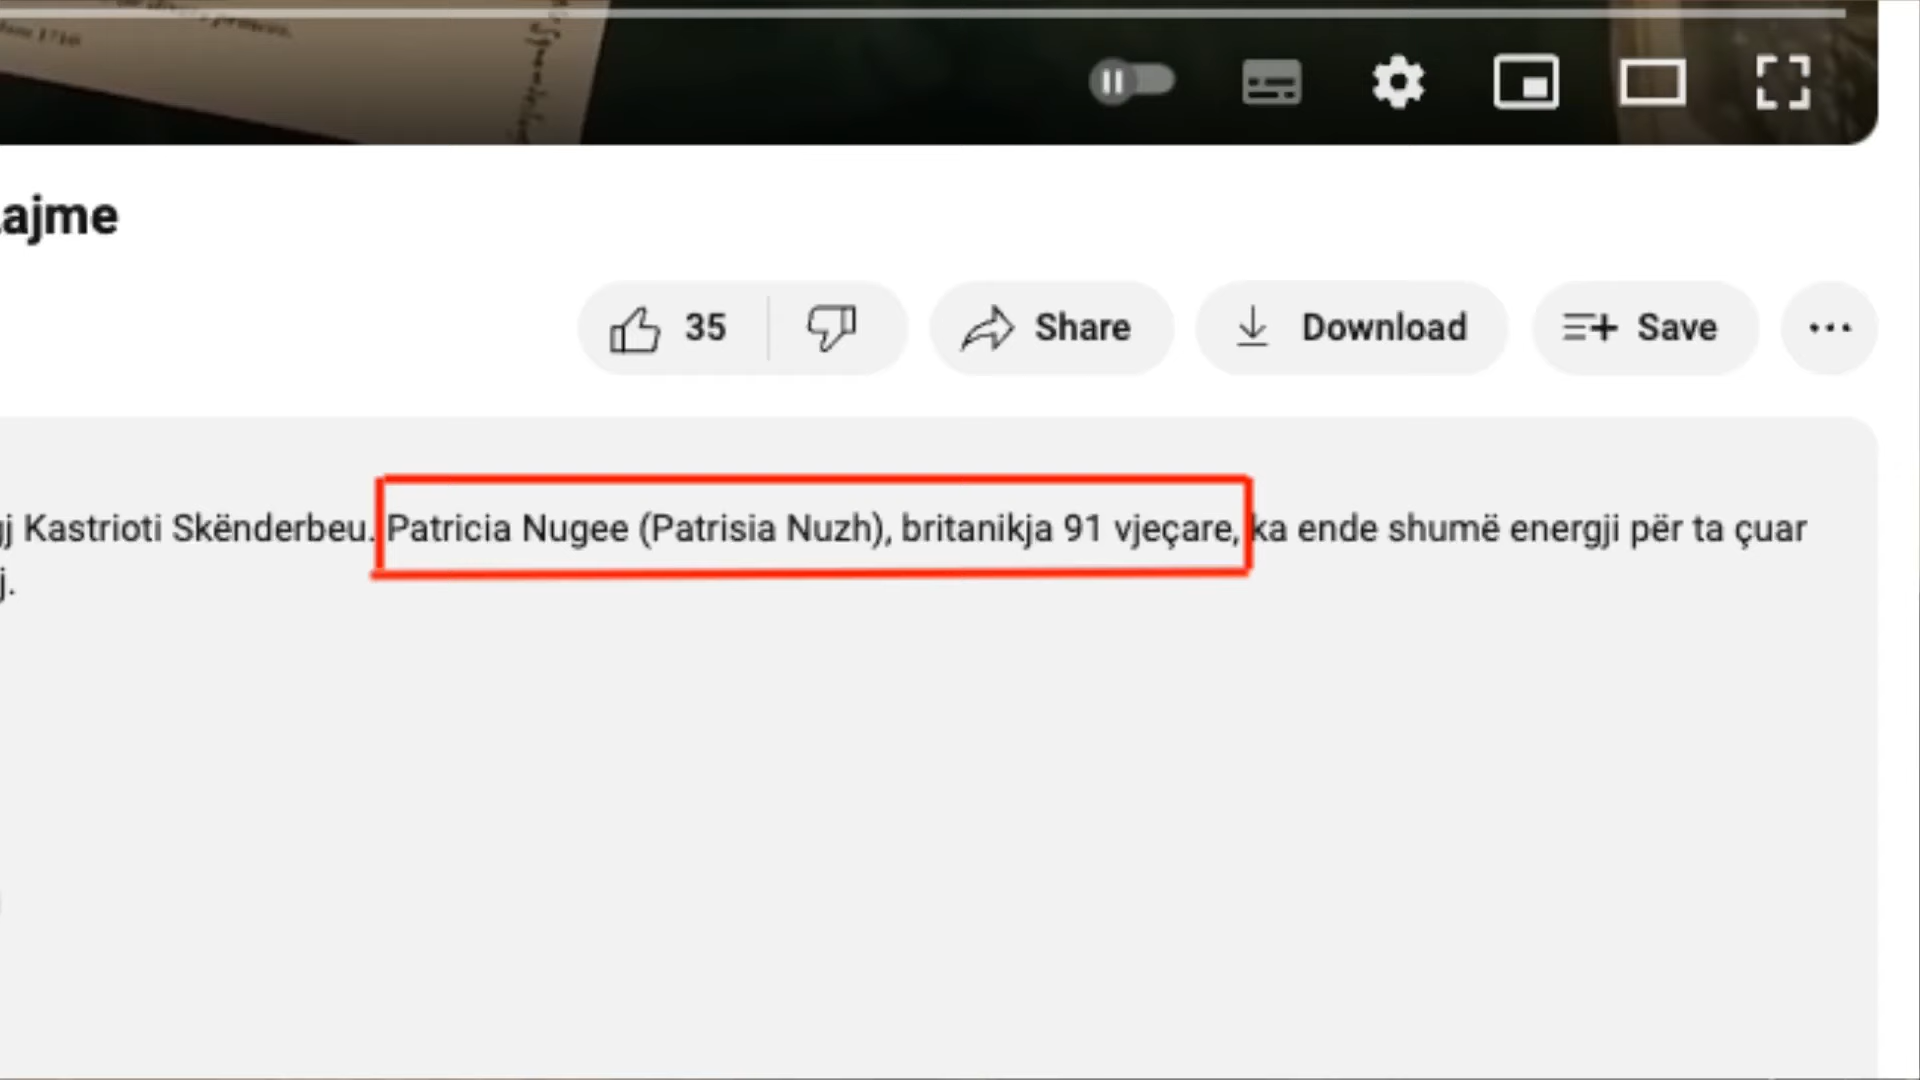 ajme
35
Share
Download
Save
Kastrioti Skënderbeu. Patricia Nugee (Patrisia Nuzh), britanikja 91 vjeçare, ka ende shumë energji për ta çuar
j.